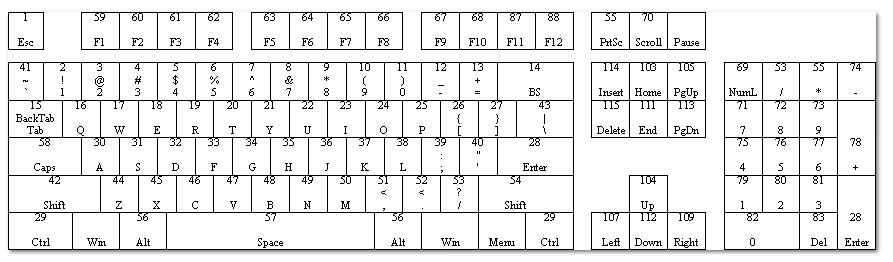 1 59 60 61 62 63 64 65 66 67 68 87 88 55 70
Esc F1 F2 F3 F4 F5 F6 F7 F8 F9 F10 F11 F12 PrtSc Scroll Pause
41 2 3 4 5 6 7 8 9 10 11 12 13 14 114 103 105 69 53 55 74
~ ! @ # $ % ^ & * ( ) _ +
` 1 2 3 4 5 6 7 8 9 0 - = BS Insert Home PgUp NumL / * -
15 16 17 18 19 20 21 22 23 24 25 26 27 43 115 111 113 71 72 73
BackTab { } |
Tab Q W E R T Y U I O P [ ] \ Delete End PgDn 7 8 9
58 30 31 32 33 34 35 36 37 38 39 40 28 75 76 77 78
: "
Caps A S D F G H J K L ; ' Enter 4 5 6 +
42 44 45 46 47 48 49 50 51 52 53 54 104 79 80 81
< < ?
Shift Z X C V B N M , . / Shift Up 1 2 3
29 56 57 56 29 107 112 109 82 83 28
Ctrl Win Alt Space Alt Win Menu Ctrl Left Down Right 0 Del Enter